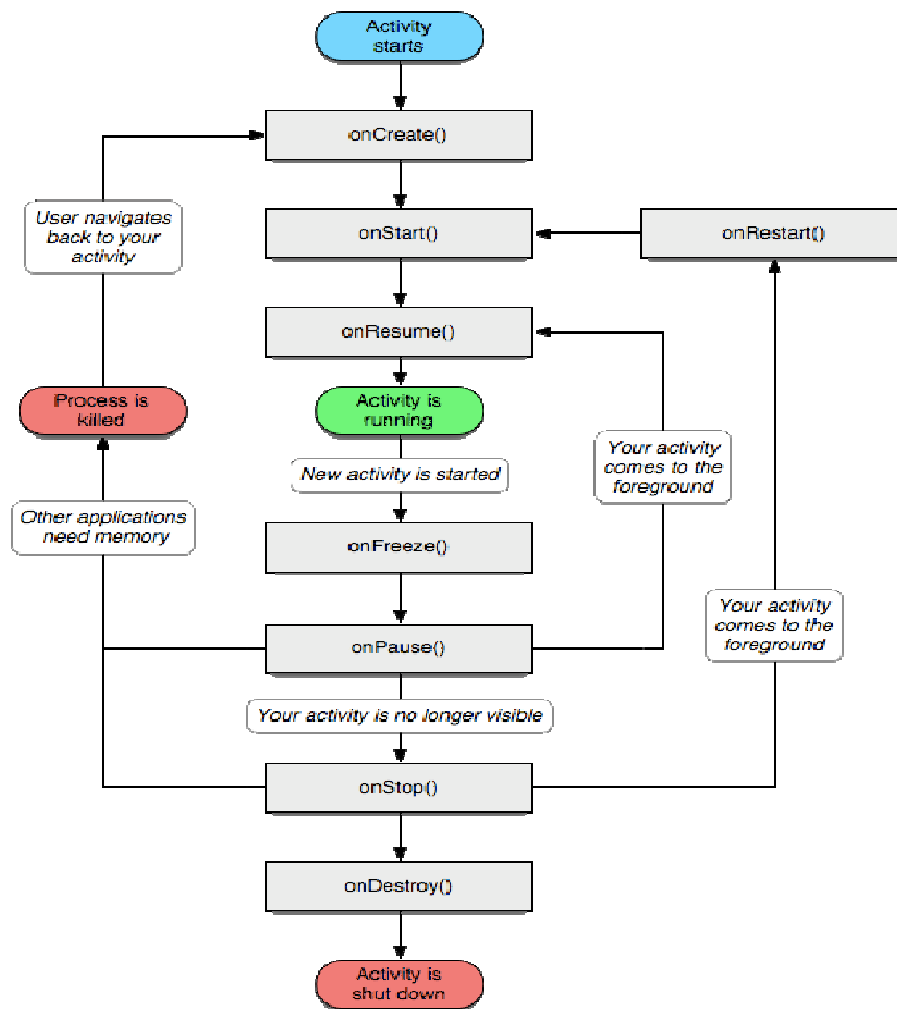 Activity
starts
onCreate()
User navigates
back to your
activity
onStart()
onRestart()
onResume()
Process is
killed
Activity is
running
New activity is started
Your activity
comes to the
foreground
Other applications
need memory
onFreeze()
Your activity
comes to the
foreground
onPause()
Your activity is no longer visible
onStop()
onDestroy()
Activity is
shut down